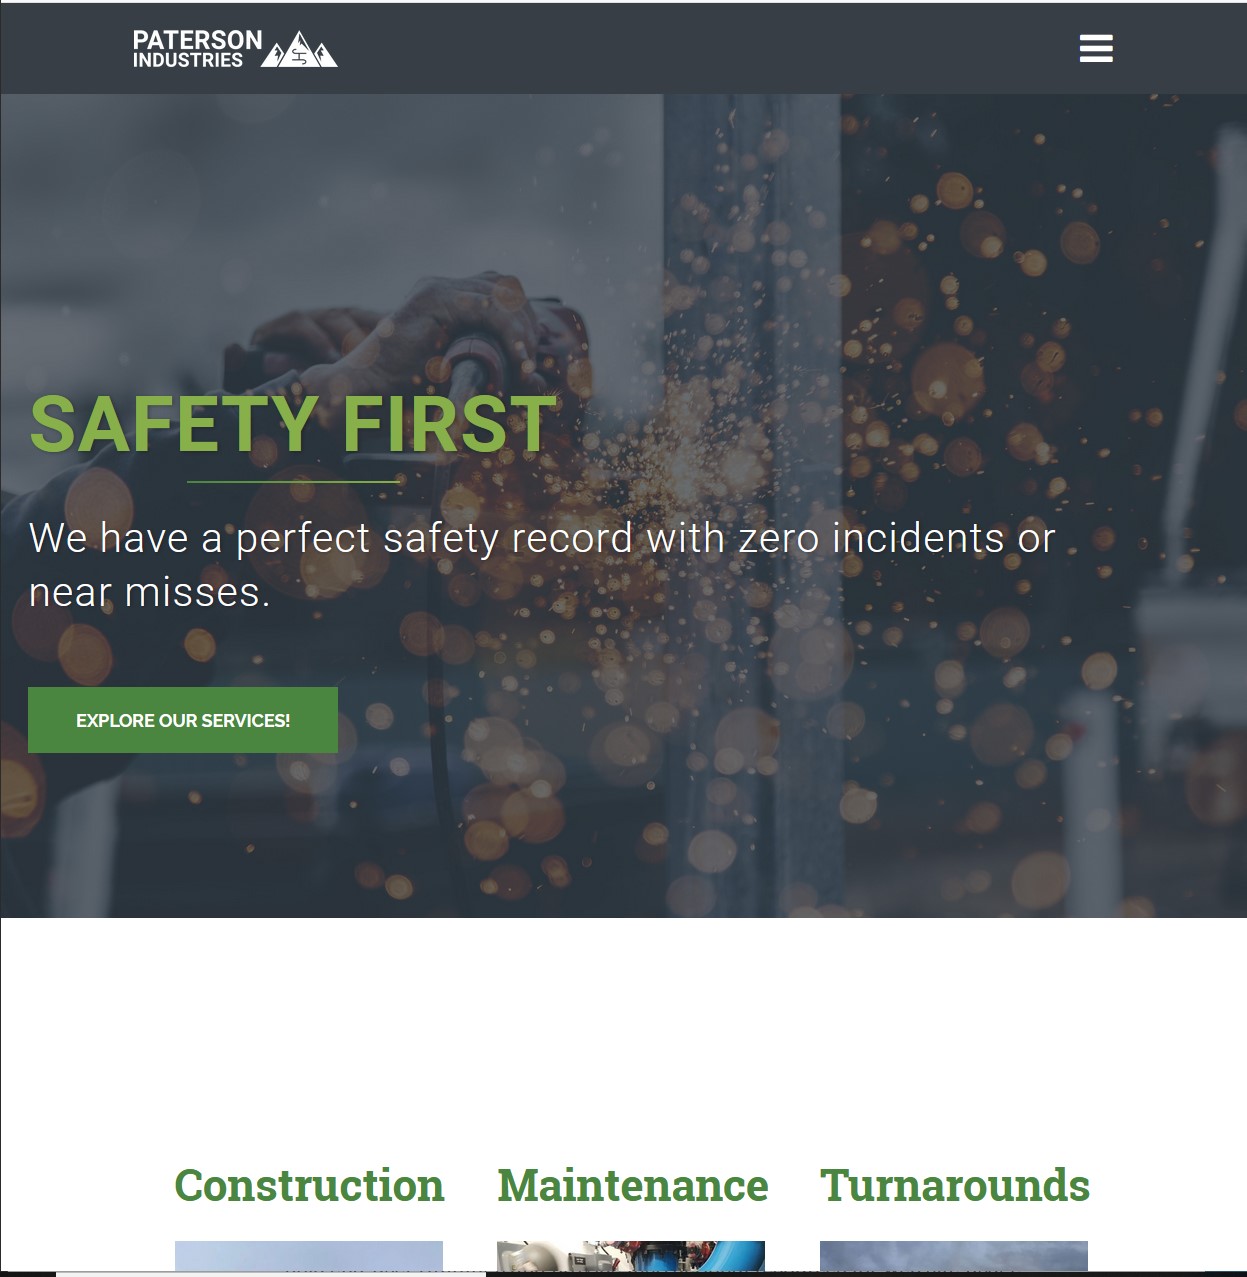 PATERSON
INDUSTRIES
SAFETY FIRST
We have a perfect safety record with zero incidents or
near misses.
EXPLORE OUR SERVICES!
Construction Maintenance Turnarounds